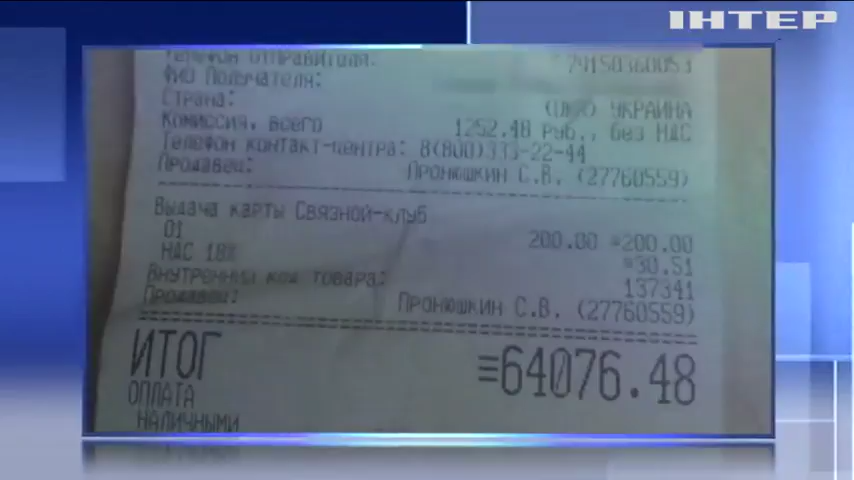 ІНТЕР
Телефон отправителя: 74150360053
ФИО Получателя:
Страна: (UKR) УКРАИНА
Комиссия, всего 1252.48 руб., без НДС
Телефон контакт-центра: 8(800)333-22-44
Продавец: Пронюшкин С.В. (27760559)
Выдача карты Связной-клуб
01 200.00 =200.00
НДС 18% =30.51
Внутренний код товара: 137341
Продавец: Пронюшкин С.В. (27760559)
ИТОГ ≡64076.48
ОПЛАТА
НАЛИЧНЫМИ